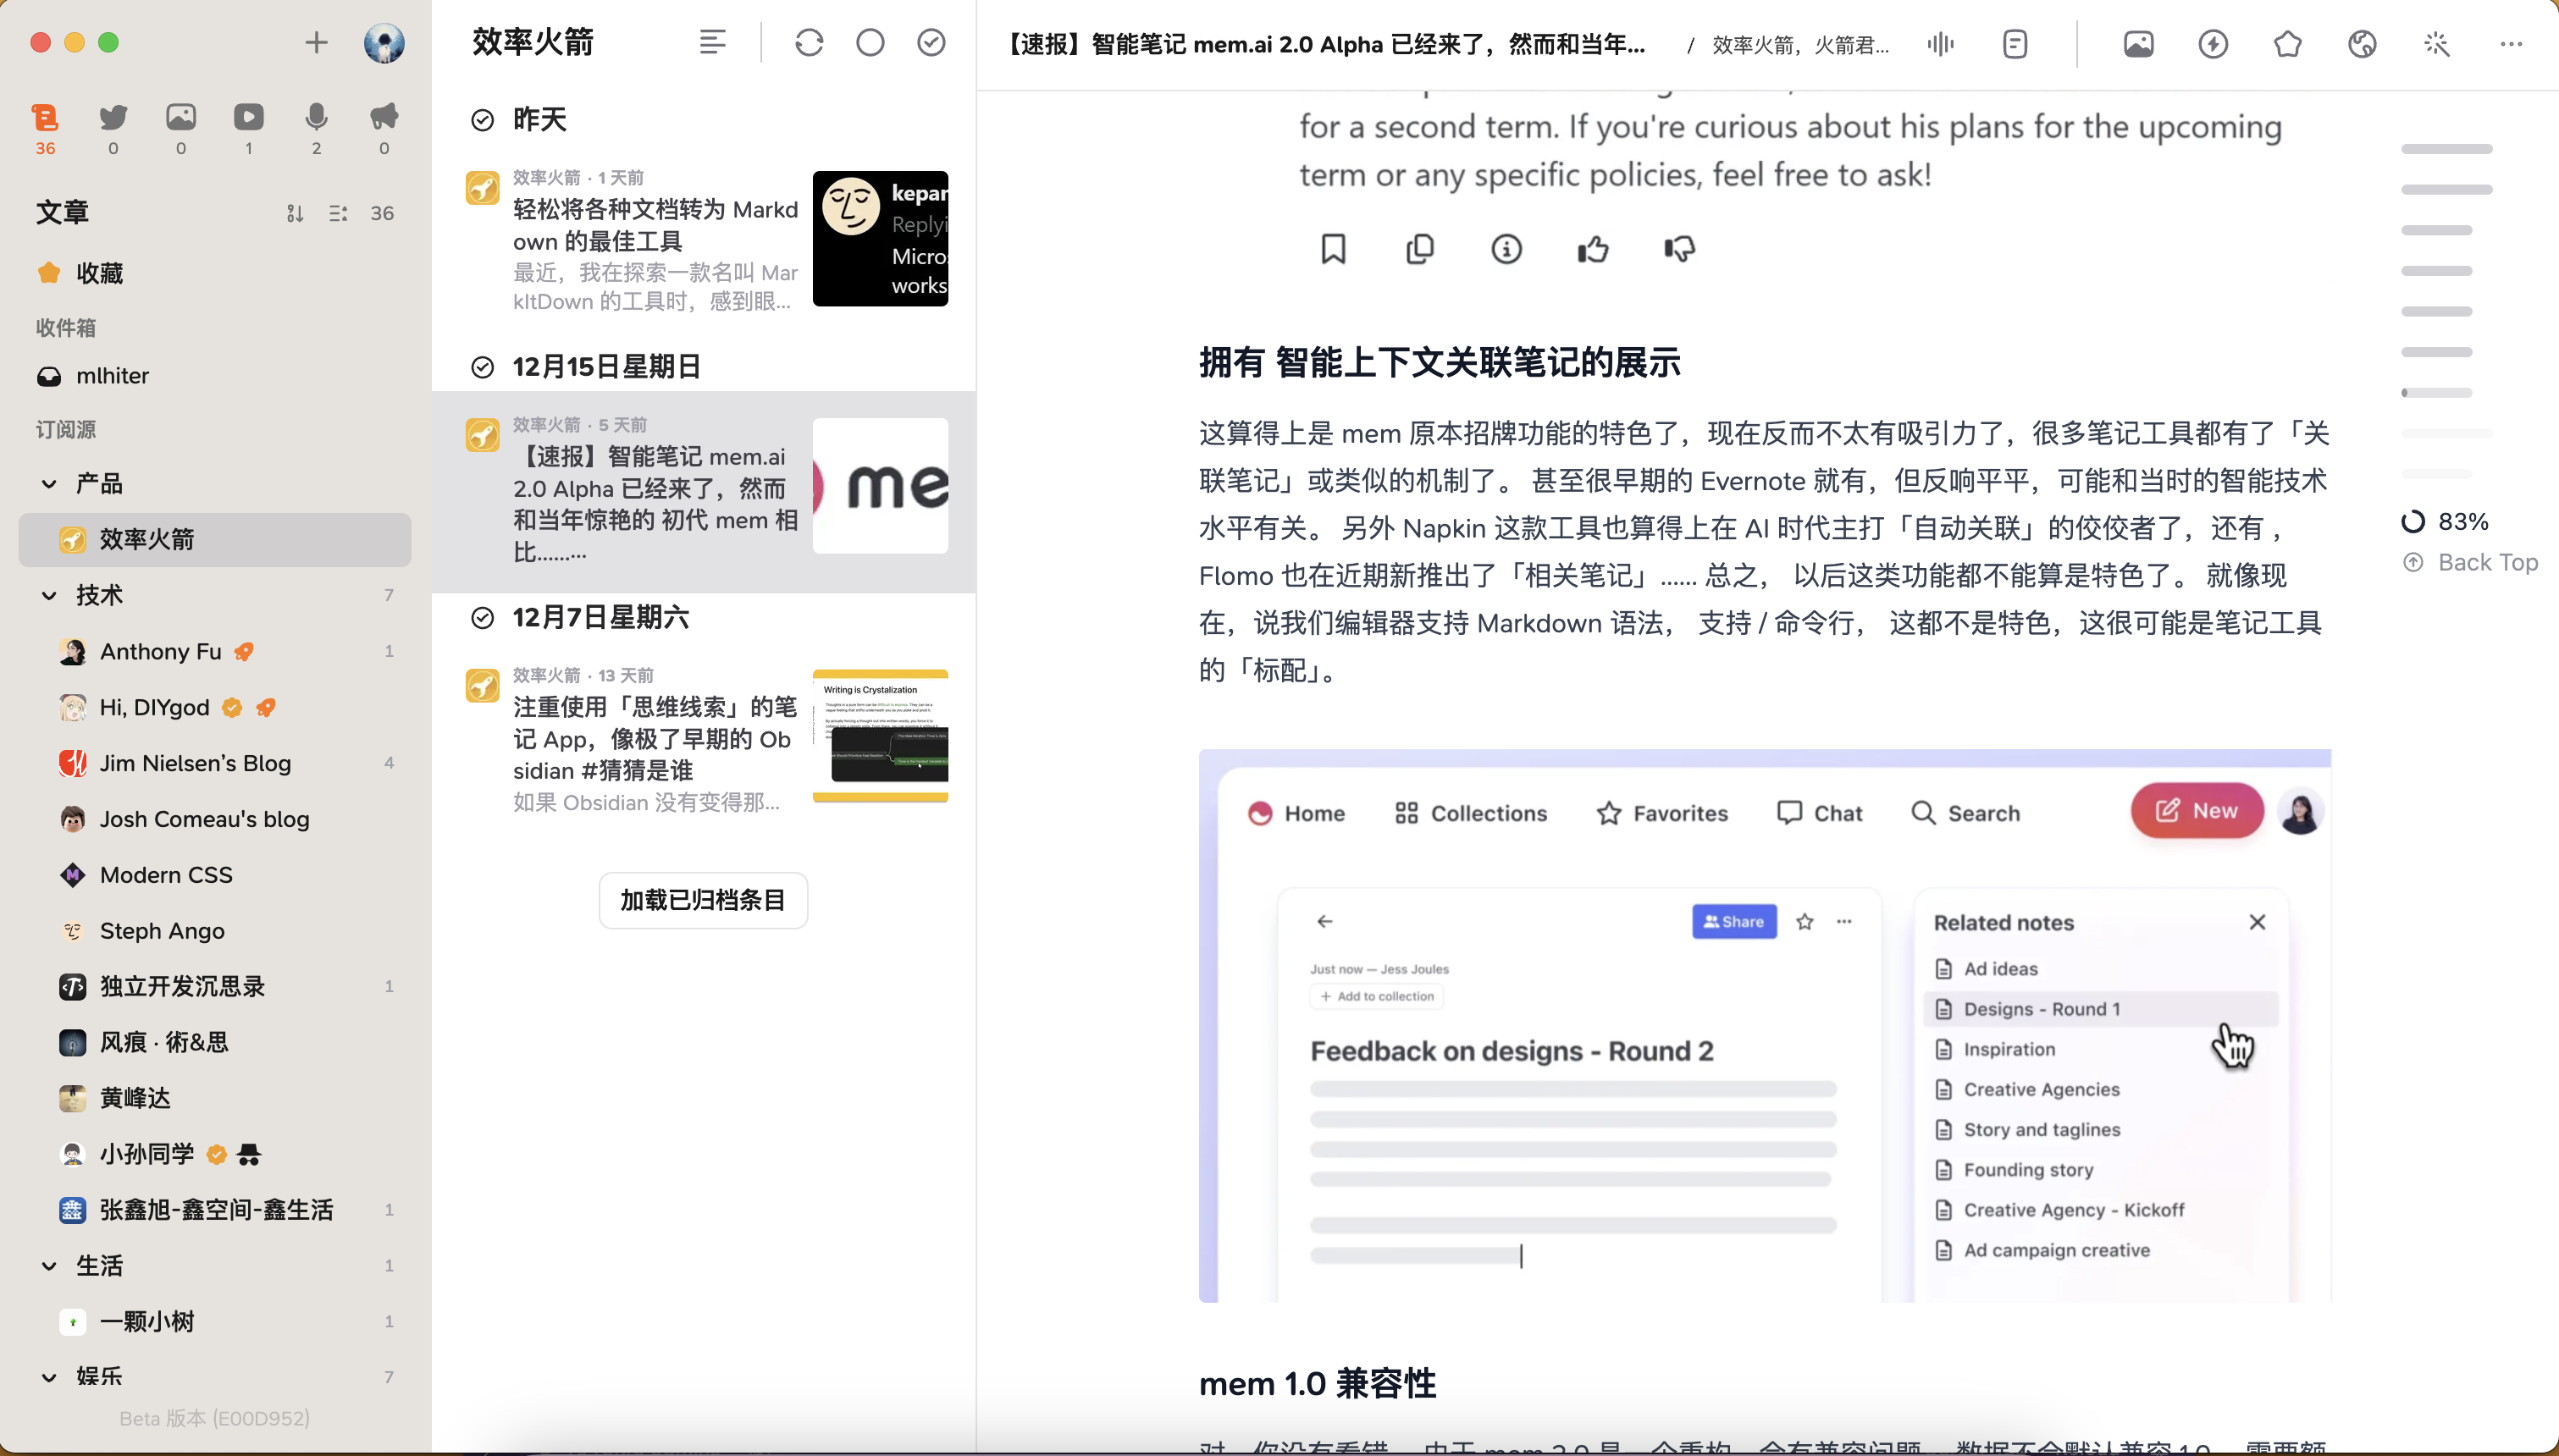 36
0
0
1
2
0
文章
36
收藏
收件箱
mlhiter
订阅源
产品
效率火箭
技术
7
Anthony Fu
1
Hi, DIYgod
Jim Nielsen’s Blog
4
Josh Comeau's blog
Modern CSS
Steph Ango
独立开发沉思录
1
风痕 · 術&思
黄峰达
小孙同学
张鑫旭-鑫空间-鑫生活
1
生活
1
一颗小树
1
娱乐
7
Beta 版本 (E00D952)
效率火箭
昨天
效率火箭 · 1 天前
轻松将各种文档转为 Markd
own 的最佳工具
最近，我在探索一款名叫 Mar
kItDown 的工具时，感到眼...
kepan
Replyi
Micro
works
12月15日星期日
效率火箭 · 5 天前
【速报】智能笔记 mem.ai
2.0 Alpha 已经来了，然而
和当年惊艳的 初代 mem 相
比......…
me
12月7日星期六
效率火箭 · 13 天前
注重使用「思维线索」的笔
记 App，像极了早期的 Ob
sidian #猜猜是谁
如果 Obsidian 没有变得那...
Writing is Crystalization
加载已归档条目
【速报】智能笔记 mem.ai 2.0 Alpha 已经来了，然而和当年...
/ 效率火箭，火箭君...
for a second term. If you're curious about his plans for the upcoming
term or any specific policies, feel free to ask!
拥有 智能上下文关联笔记的展示
这算得上是 mem 原本招牌功能的特色了，现在反而不太有吸引力了，很多笔记工具都有了「关
联笔记」或类似的机制了。 甚至很早期的 Evernote 就有，但反响平平，可能和当时的智能技术
水平有关。 另外 Napkin 这款工具也算得上在 AI 时代主打「自动关联」的佼佼者了，还有 ，
Flomo 也在近期新推出了「相关笔记」...... 总之， 以后这类功能都不能算是特色了。 就像现
在，说我们编辑器支持 Markdown 语法， 支持 / 命令行， 这都不是特色，这很可能是笔记工具
的「标配」。
Home
Collections
Favorites
Chat
Search
New
Share
Just now — Jess Joules
+ Add to collection
Feedback on designs - Round 2
Related notes
Ad ideas
Designs - Round 1
Inspiration
Creative Agencies
Story and taglines
Founding story
Creative Agency - Kickoff
Ad campaign creative
mem 1.0 兼容性
83%
Back Top